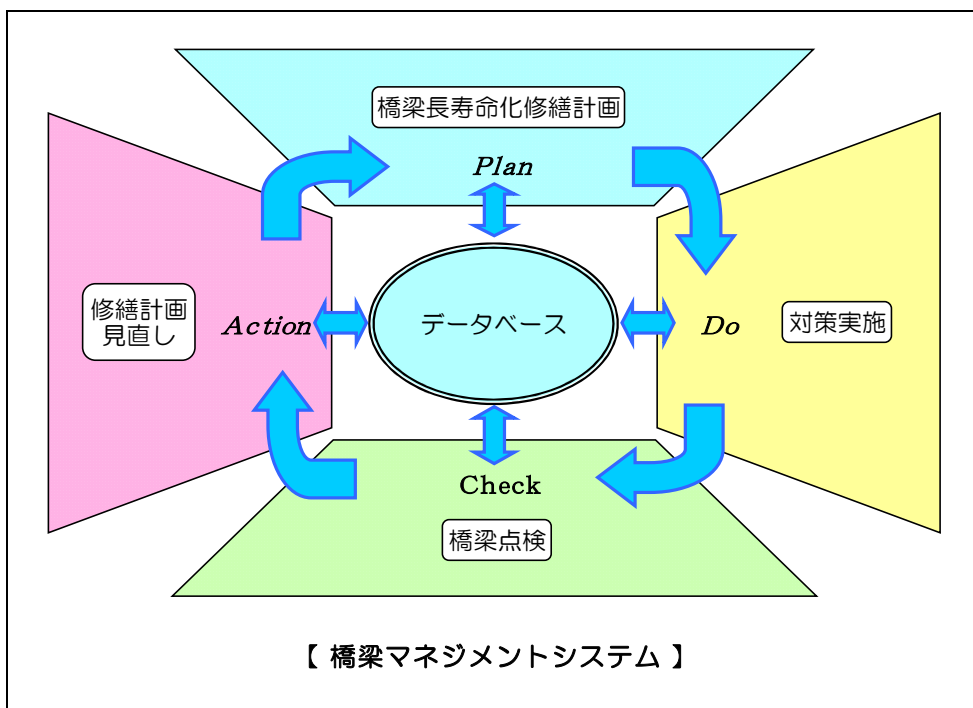 橋梁長寿命化修繕計画
Plan
修繕計画
見直し
Action
データベース
Do
対策実施
Check
橋梁点検
【 橋梁マネジメントシステム 】